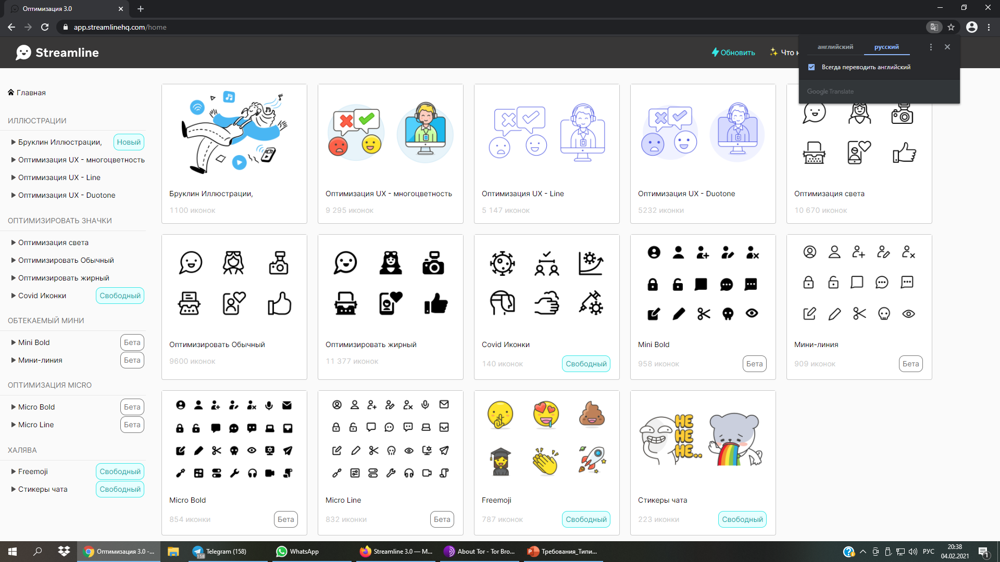 Оптимизация 3.0
app.streamlinehq.com/home
Streamline
Обновить
Что н
английский
русский
Всегда переводить английский
Google Translate
Главная
ИЛЛЮСТРАЦИИ
Бруклин Иллюстрации,
Новый
Оптимизация UX - многоцветность
Оптимизация UX - Line
Оптимизация UX - Duotone
ОПТИМИЗИРОВАТЬ ЗНАЧКИ
Оптимизация света
Оптимизировать Обычный
Оптимизировать жирный
Covid Иконки
Свободный
ОБТЕКАЕМЫЙ МИНИ
Mini Bold
Бета
Мини-линия
Бета
ОПТИМИЗАЦИЯ MICRO
Micro Bold
Бета
Micro Line
Бета
ХАЛЯВА
Freemoji
Свободный
Стикеры чата
Свободный
Бруклин Иллюстрации,
1100 иконок
Оптимизация UX - многоцветность
9 295 иконок
Оптимизация UX - Line
5 147 иконок
Оптимизация UX - Duotone
5232 иконки
Оптимизация света
10 670 иконок
Оптимизировать Обычный
9600 иконок
Оптимизировать жирный
11 377 иконок
Covid Иконки
140 иконок
Свободный
Mini Bold
958 иконок
Бета
Мини-линия
909 иконок
Бета
Micro Bold
854 иконки
Бета
Micro Line
832 иконки
Бета
Freemoji
787 иконок
Свободный
HE
HE
HE..
Стикеры чата
223 иконки
Свободный
Оптимизация 3.0 -...
158
Telegram (158)
WhatsApp
Streamline 3.0 — M...
About Tor - Tor Bro...
Требования_Типи...
РУС
20:38
04.02.2021
1